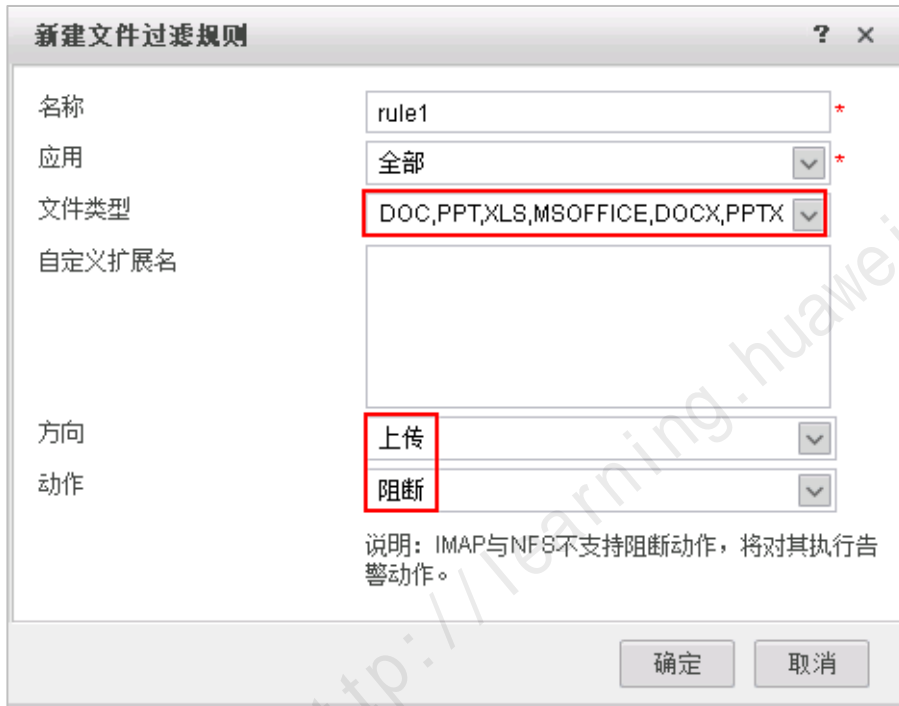 新建文件过滤规则 ? ×
名称 rule1 *
应用 全部 *
文件类型 DOC,PPT,XLS,MSOFFICE,DOCX,PPTX
自定义扩展名
方向 上传
动作 阻断
说明：IMAP与NFS不支持阻断动作，将对其执行告
警动作。
确定 取消
http://learning.huawei